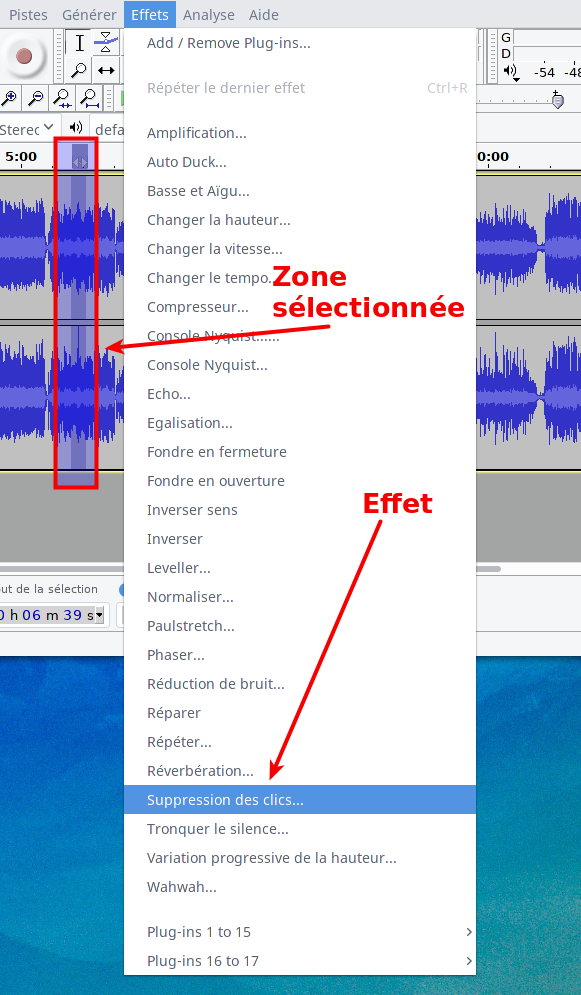 Pistes Générer Effets Analyse Aide
Add / Remove Plug-ins...
Répéter le dernier effet Ctrl+R
G
D
-54 -48
Stereo
defa
5:00
0:00
Amplification...
Auto Duck...
Basse et Aïgu...
Changer la hauteur...
Changer la vitesse...
Changer le tempo...
Zone
sélectionnée
Compresseur...
Console Nyquist......
Console Nyquist...
Echo...
Egalisation...
Fondre en fermeture
Fondre en ouverture
Effet
Inverser sens
Inverser
Leveller...
ut de la sélection
Normaliser...
0 h 06 m 39 s
Paulstretch...
Phaser...
Réduction de bruit...
Réparer
Répéter...
Réverbération...
Suppression des clics...
Tronquer le silence...
Variation progressive de la hauteur...
Wahwah...
Plug-ins 1 to 15
Plug-ins 16 to 17